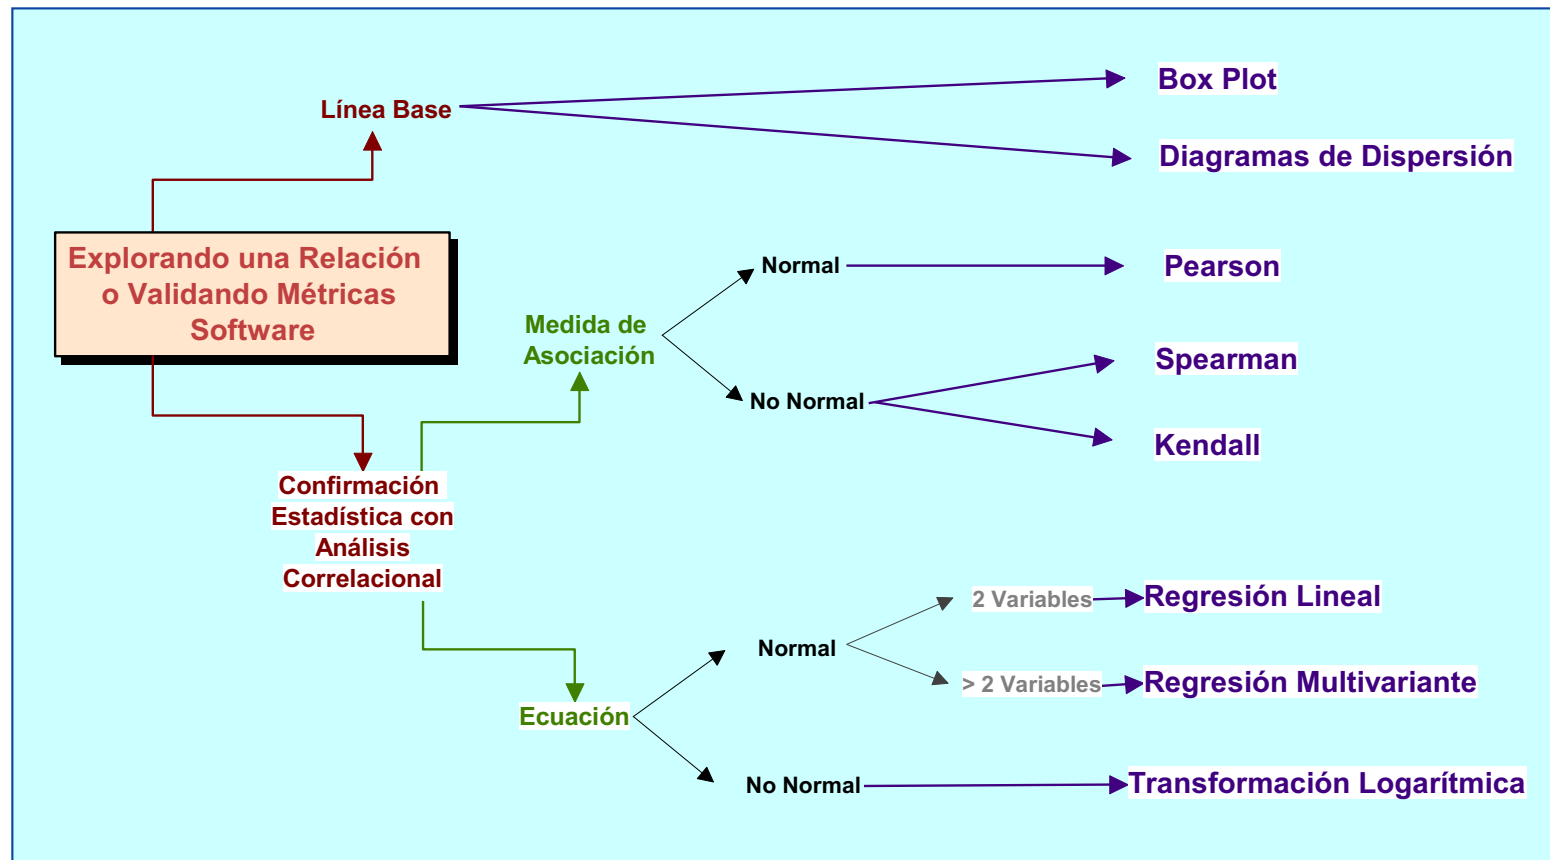 Box Plot
Línea Base
Diagramas de Dispersión
Explorando una Relación
o Validando Métricas
Software
Normal
Pearson
Medida de
Asociación
Spearman
No Normal
Kendall
Confirmación
Estadística con
Análisis
Correlacional
2 Variables
Regresión Lineal
Normal
> 2 Variables
Regresión Multivariante
Ecuación
No Normal
Transformación Logarítmica